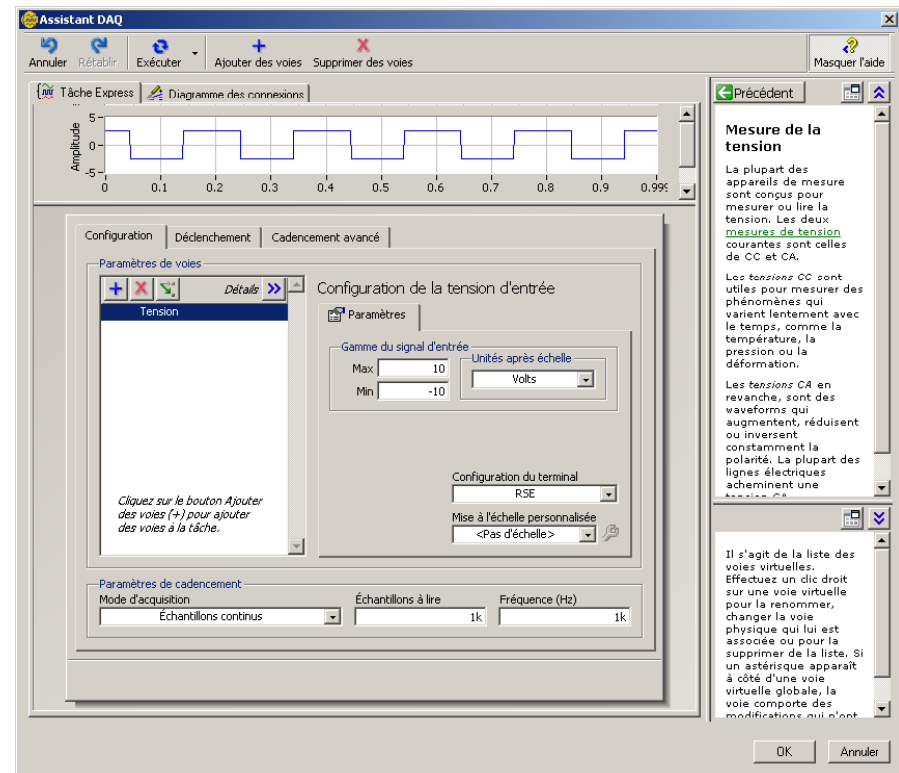 Assistant DAQ
Annuler Rétablir Exécuter Ajouter des voies Supprimer des voies Masquer l'aide
Tâche Express Diagramme des connexions
Amplitude
5
0
-5
0 0.1 0.2 0.3 0.4 0.5 0.6 0.7 0.8 0.9 0.999
Configuration Déclenchement Cadencement avancé
Paramètres de voies
Détails
Tension
Cliquez sur le bouton Ajouter
des voies (+) pour ajouter
des voies à la tâche.
Configuration de la tension d'entrée
Paramètres
Gamme du signal d'entrée
Max 10
Min -10
Unités après échelle
Volts
Configuration du terminal
RSE
Mise à l'échelle personnalisée
<Pas d'échelle>
Paramètres de cadencement
Mode d'acquisition Échantillons à lire Fréquence (Hz)
Échantillons continus 1k 1k
Précédent
Mesure de la
tension
La plupart des
appareils de mesure
sont conçus pour
mesurer ou lire la
tension. Les deux
mesures de tension
courantes sont celles
de CC et CA.
Les tensions CC sont
utiles pour mesurer des
phénomènes qui
varient lentement avec
le temps, comme la
température, la
pression ou la
déformation.
Les tensions CA en
revanche, sont des
waveforms qui
augmentent, réduisent
ou inversent
constamment la
polarité. La plupart des
lignes électriques
acheminent une
tension CA
Il s'agit de la liste des
voies virtuelles.
Effectuez un clic droit
sur une voie virtuelle
pour la renommer,
changer la voie
physique qui lui est
associée ou pour la
supprimer de la liste. Si
un astérisque apparaît
à côté d'une voie
virtuelle globale, la
voie comporte des
modifications qui n'ont
OK Annuler